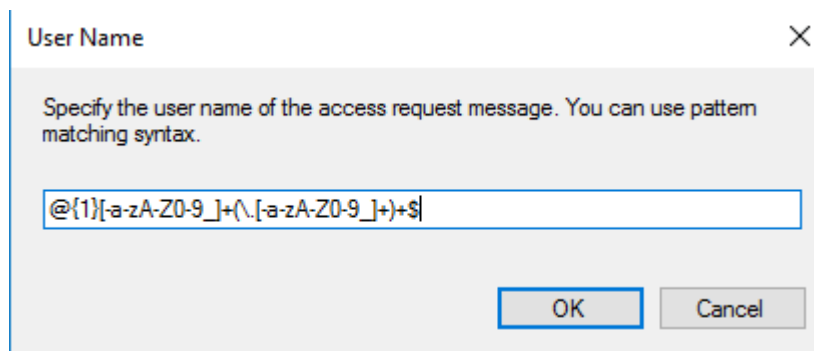 User Name
Specify the user name of the access request message. You can use pattern
matching syntax.
@{1}[-a-zA-Z0-9_]+(\.[-a-zA-Z0-9_]+)+$
OK Cancel